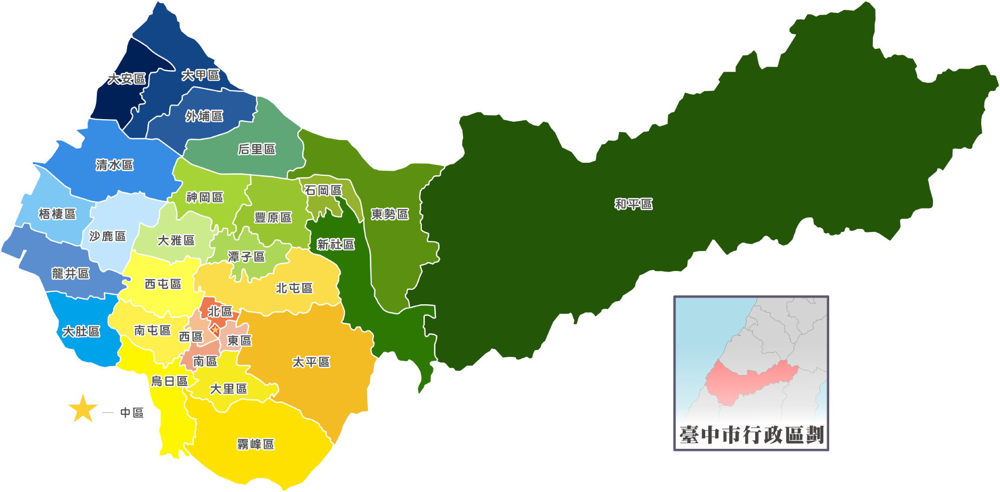 大甲區
大安區
外埔區
后里區
清水區
石岡區
神岡區
和平區
梧棲區
東勢區
豐原區
沙鹿區
大雅區
新社區
潭子區
龍井區
西屯區
北屯區
北區
南屯區
大肚區
西區
東區
南區
太平區
烏日區
大里區
中區
臺中市行政區劃
霧峰區